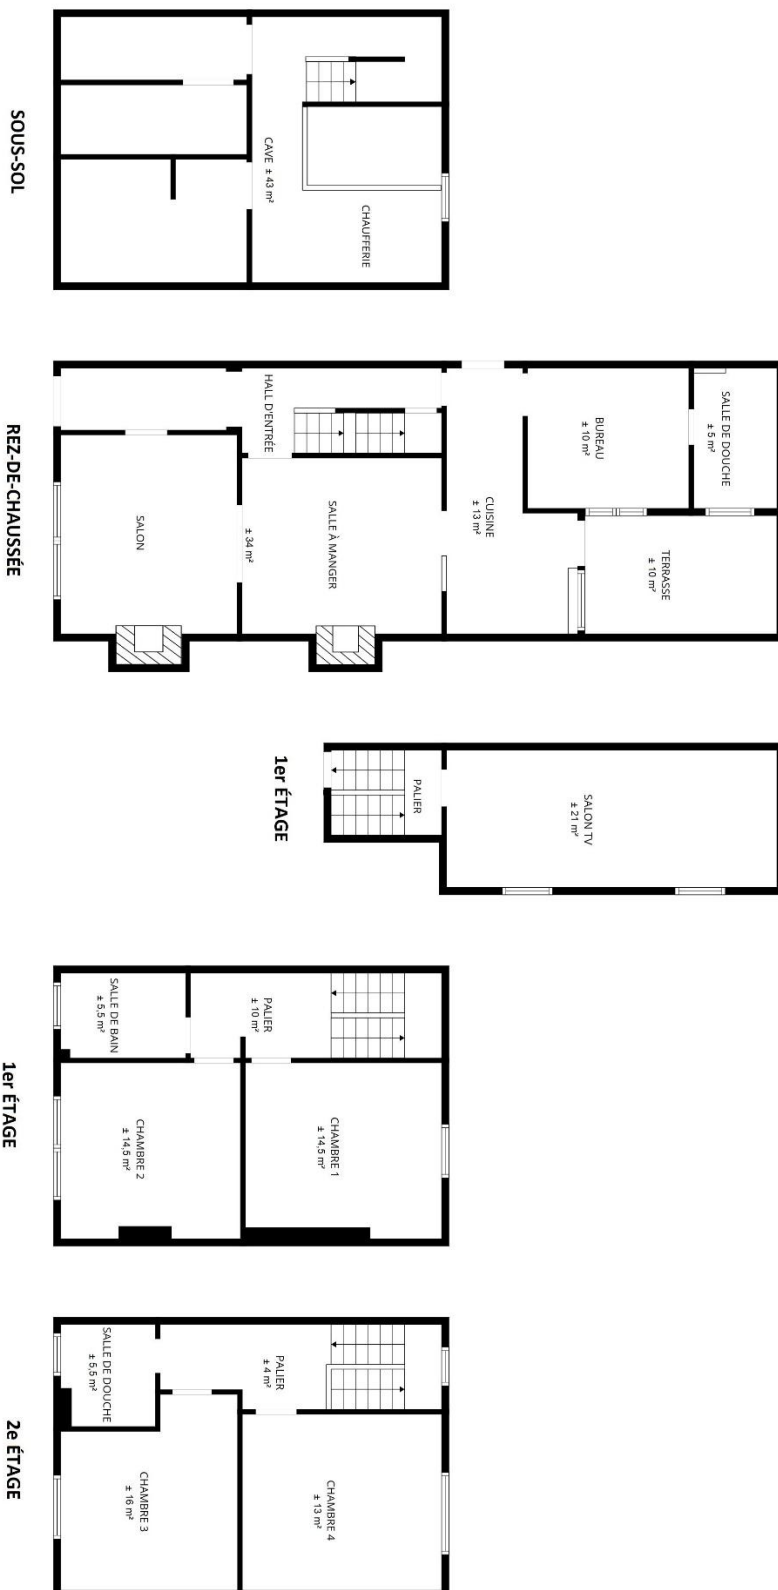 SOUS-SOL
CAVE ± 43 m²
CHAUFFERIE
REZ-DE-CHAUSSÉE
HALL D'ENTRÉE
SALON
± 34 m²
SALLE À MANGER
CUISINE
± 13 m²
BUREAU
± 10 m²
SALLE DE DOUCHE
± 5 m²
TERRASSE
± 10 m²
1er ÉTAGE
PALIER
SALON TV
± 21 m²
1er ÉTAGE
SALLE DE BAIN
± 5,5 m²
PALIER
± 10 m²
CHAMBRE 2
± 14,5 m²
CHAMBRE 1
± 14,5 m²
2e ÉTAGE
SALLE DE DOUCHE
± 5,5 m²
PALIER
± 4 m²
CHAMBRE 3
± 16 m²
CHAMBRE 4
± 13 m²